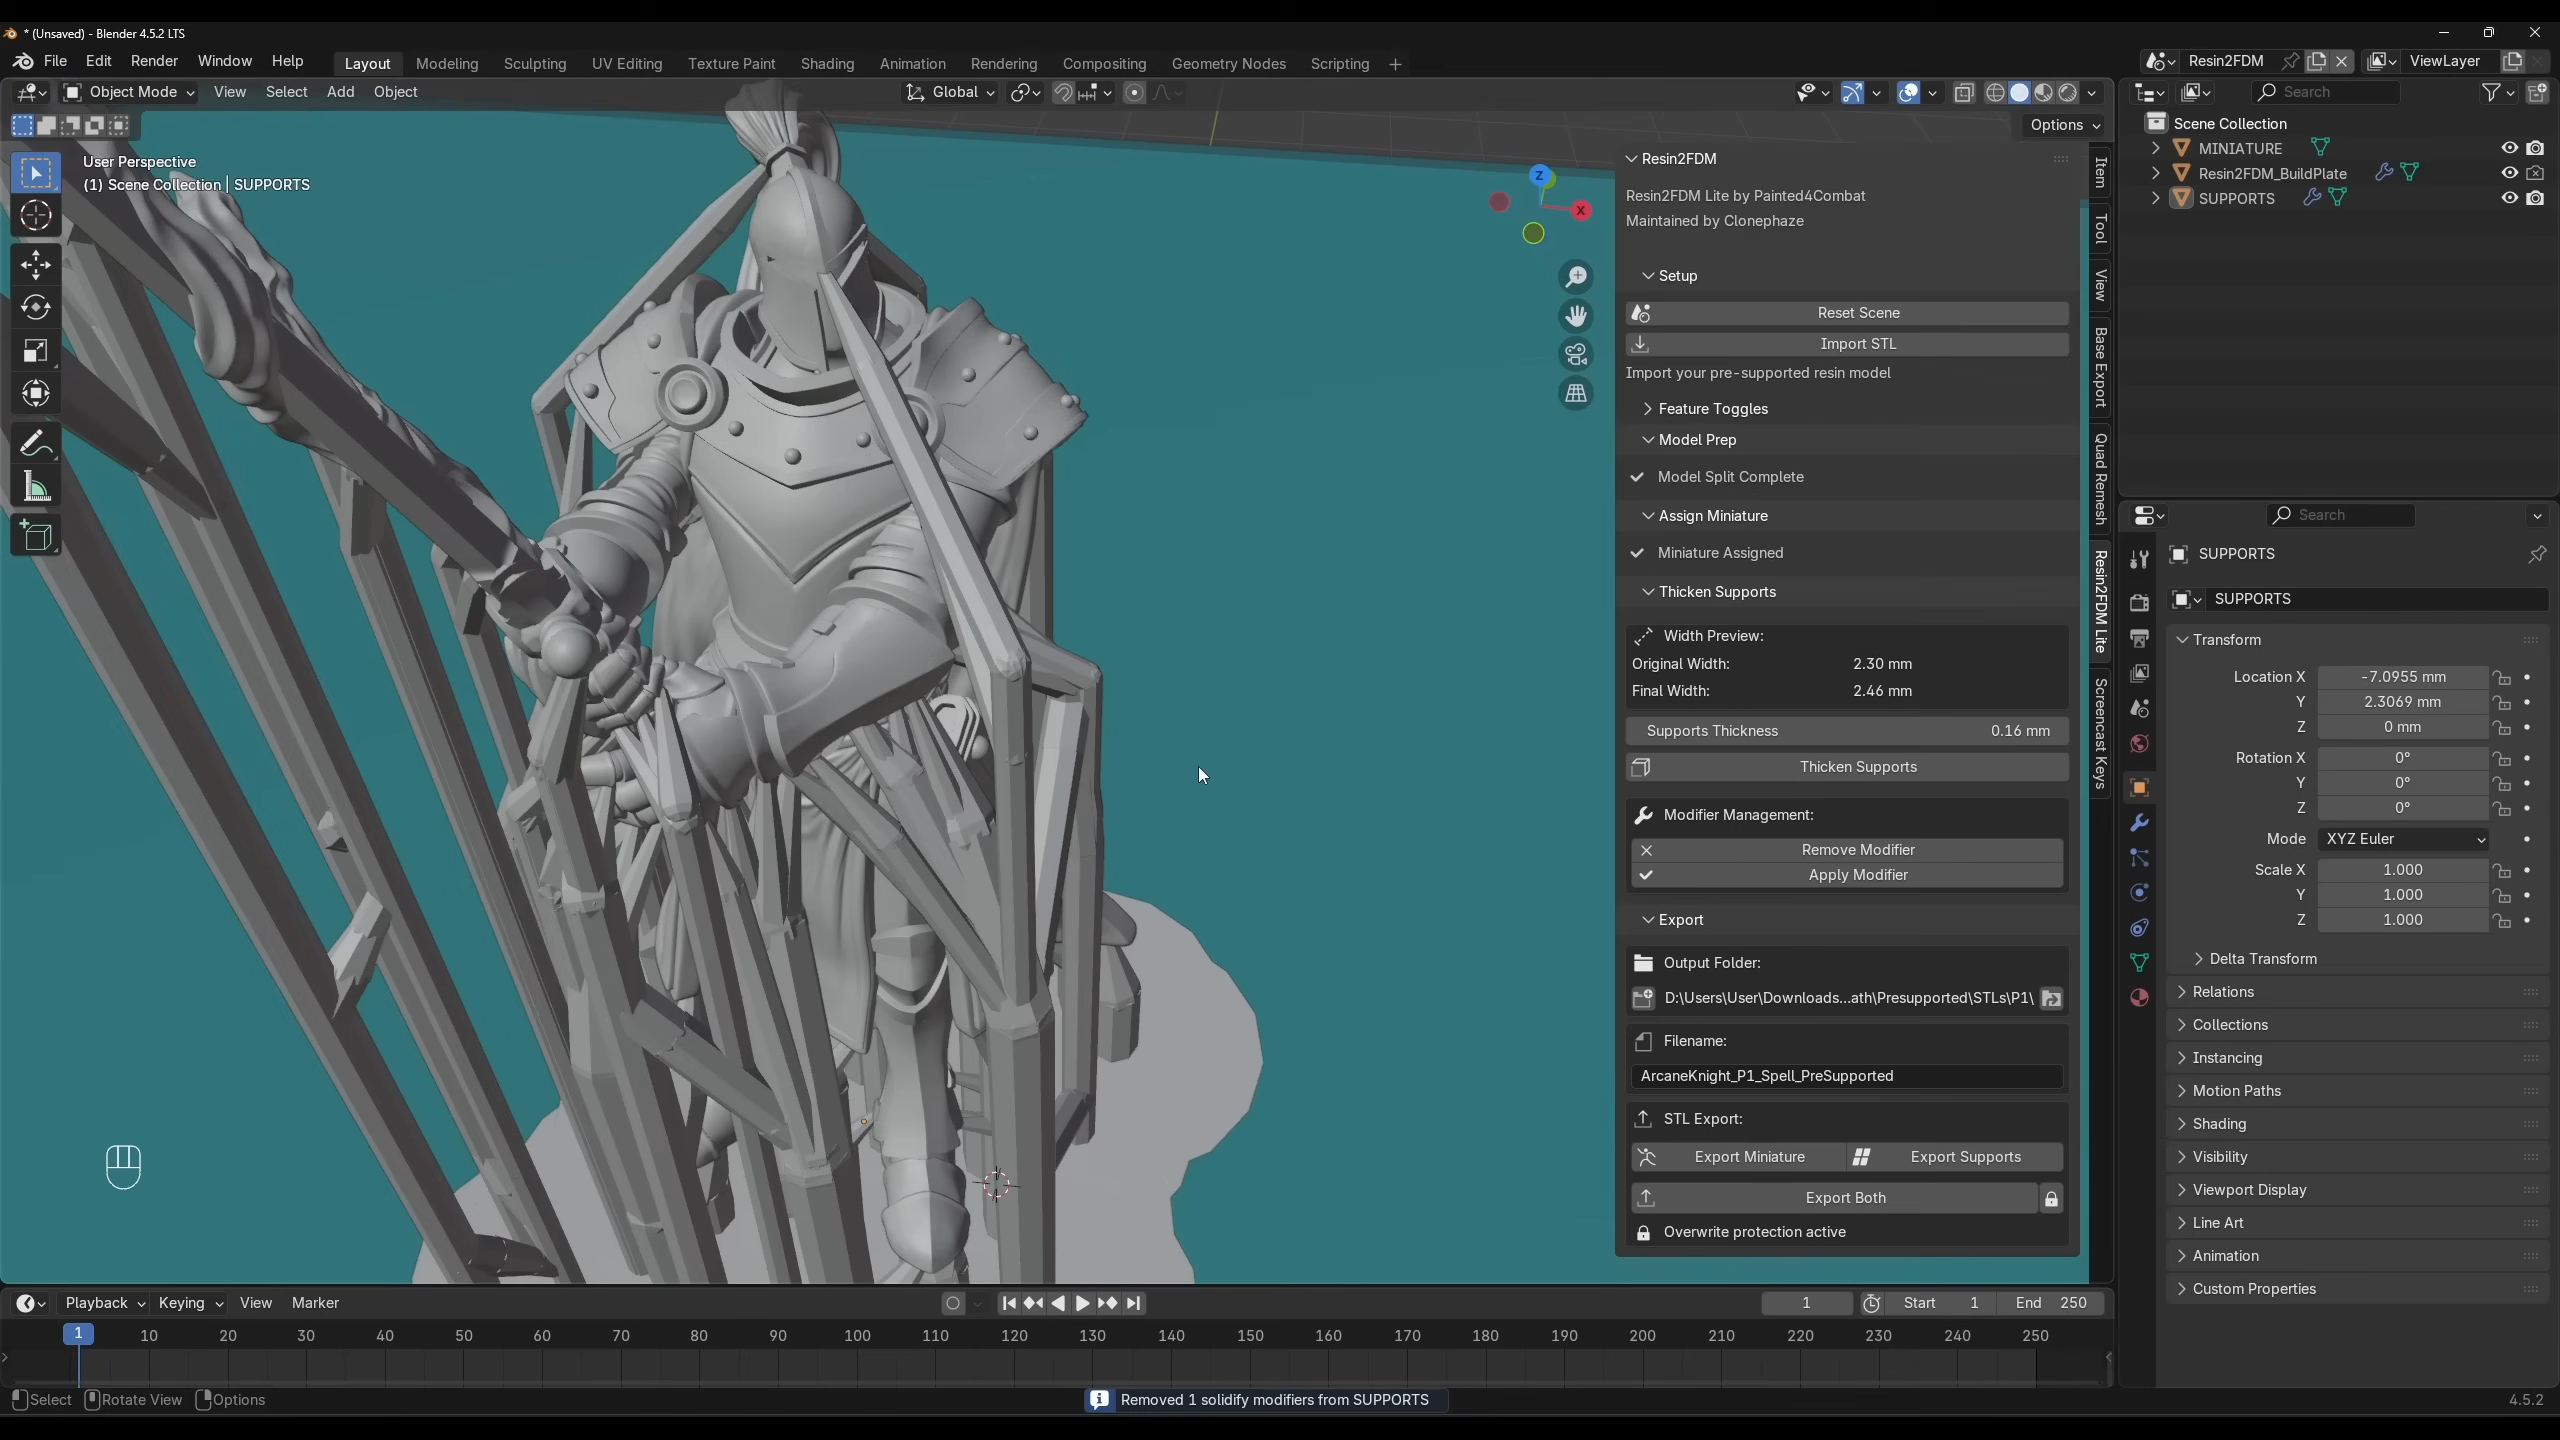 * (Unsaved) - Blender 4.5.2 LTS
File Edit Render Window Help Layout Modeling Sculpting UV Editing Texture Paint Shading Animation Rendering Compositing Geometry Nodes Scripting + Resin2FDM ViewLayer
Object Mode View Select Add Object Global
Options
User Perspective
(1) Scene Collection | SUPPORTS
Z
X
Resin2FDM
Resin2FDM Lite by Painted4Combat
Maintained by Clonephaze
Setup
Reset Scene
Import STL
Import your pre-supported resin model
Feature Toggles
Model Prep
Model Split Complete
Assign Miniature
Miniature Assigned
Thicken Supports
Width Preview:
Original Width: 2.30 mm
Final Width: 2.46 mm
Supports Thickness 0.16 mm
Thicken Supports
Modifier Management:
Remove Modifier
Apply Modifier
Export
Output Folder:
D:\Users\User\Downloads...ath\Presupported\STLs\P1\
Filename:
ArcaneKnight_P1_Spell_PreSupported
STL Export:
Export Miniature Export Supports
Export Both
Overwrite protection active
Item
Tool
View
Base Export
Quad Remesh
Resin2FDM Lite
Screencast Keys
Search
Scene Collection
MINIATURE
Resin2FDM_BuildPlate
SUPPORTS
Search
SUPPORTS
SUPPORTS
Transform
Location X -7.0955 mm
Y 2.3069 mm
Z 0 mm
Rotation X 0°
Y 0°
Z 0°
Mode XYZ Euler
Scale X 1.000
Y 1.000
Z 1.000
Delta Transform
Relations
Collections
Instancing
Motion Paths
Shading
Visibility
Viewport Display
Line Art
Animation
Custom Properties
Playback Keying View Marker 1 Start 1 End 250
1 10 20 30 40 50 60 70 80 90 100 110 120 130 140 150 160 170 180 190 200 210 220 230 240 250
Select Rotate View Options Removed 1 solidify modifiers from SUPPORTS 4.5.2